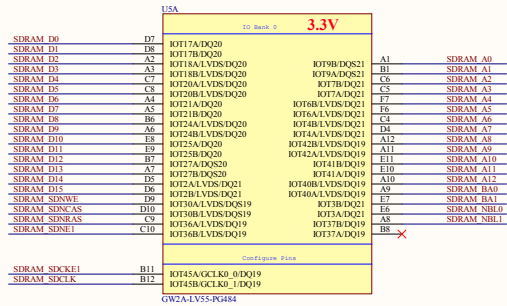 U5A
IO Bank 0 3.3V
SDRAM_D0 D7 IOT17A/DQ20
SDRAM_D1 D8 IOT17B/DQ20
SDRAM_D2 A2 IOT18A/LVDS/DQ20 IOT9B/DQS21 A1 SDRAM_A0
SDRAM_D3 A3 IOT18B/LVDS/DQ20 IOT9A/DQS21 B1 SDRAM_A1
SDRAM_D4 C7 IOT20A/LVDS/DQ20 IOT7B/DQ21 C6 SDRAM_A2
SDRAM_D5 C8 IOT20B/LVDS/DQ20 IOT7A/DQ21 C5 SDRAM_A3
SDRAM_D6 A4 IOT21A/DQ20 IOT6B/LVDS/DQ21 F7 SDRAM_A4
SDRAM_D7 A5 IOT21B/DQ20 IOT6A/LVDS/DQ21 F6 SDRAM_A5
SDRAM_D8 B6 IOT24A/LVDS/DQ20 IOT4B/LVDS/DQ21 C4 SDRAM_A6
SDRAM_D9 A6 IOT24B/LVDS/DQ20 IOT4A/LVDS/DQ21 D4 SDRAM_A7
SDRAM_D10 E8 IOT25A/DQ20 IOT42B/LVDS/DQ19 A12 SDRAM_A8
SDRAM_D11 E9 IOT25B/DQ20 IOT42A/LVDS/DQ19 A11 SDRAM_A9
SDRAM_D12 B7 IOT27A/DQS20 IOT41B/DQ19 E11 SDRAM_A10
SDRAM_D13 A7 IOT27B/DQS20 IOT41A/DQ19 E10 SDRAM_A11
SDRAM_D14 D5 IOT2A/LVDS/DQ21 IOT40B/LVDS/DQ19 A10 SDRAM_A12
SDRAM_D15 D6 IOT2B/LVDS/DQ21 IOT40A/LVDS/DQ19 A9 SDRAM_BA0
SDRAM_SDNWE D9 IOT30A/LVDS/DQS19 IOT3B/DQ21 E7 SDRAM_BA1
SDRAM_SDNCAS D10 IOT30B/LVDS/DQS19 IOT3A/DQ21 E6 SDRAM_NBL0
SDRAM_SDNRAS C9 IOT36A/LVDS/DQ19 IOT37B/DQ19 A8 SDRAM_NBL1
SDRAM_SDNE1 C10 IOT36B/LVDS/DQ19 IOT37A/DQ19 B8
Configure Pins
SDRAM_SDCKE1 B11 IOT45A/GCLK0_0/DQ19
SDRAM_SDCLK B12 IOT45B/GCLK0_1/DQ19
GW2A-LV55-PG484